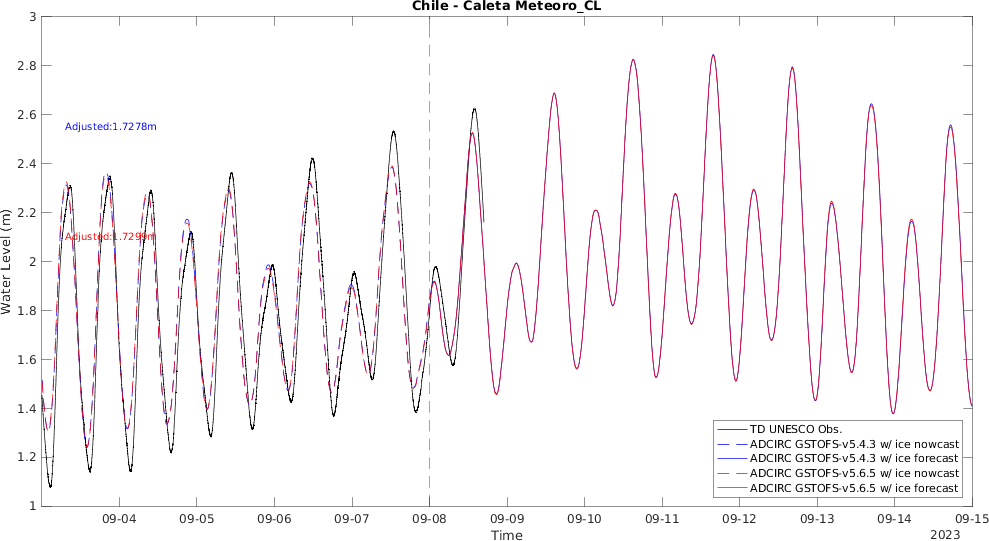 Chile - Caleta Meteoro_CL
3
2.8
2.6
2.4
2.2
2
1.8
1.6
1.4
1.2
1
Water Level (m)
Adjusted:1.7278m
Adjusted:1.7299m
TD UNESCO Obs.
ADCIRC GSTOFS-v5.4.3 w/ ice nowcast
ADCIRC GSTOFS-v5.4.3 w/ ice forecast
ADCIRC GSTOFS-v5.6.5 w/ ice nowcast
ADCIRC GSTOFS-v5.6.5 w/ ice forecast
09-04 09-05 09-06 09-07 09-08 09-09 09-10 09-11 09-12 09-13 09-14 09-15
Time
2023